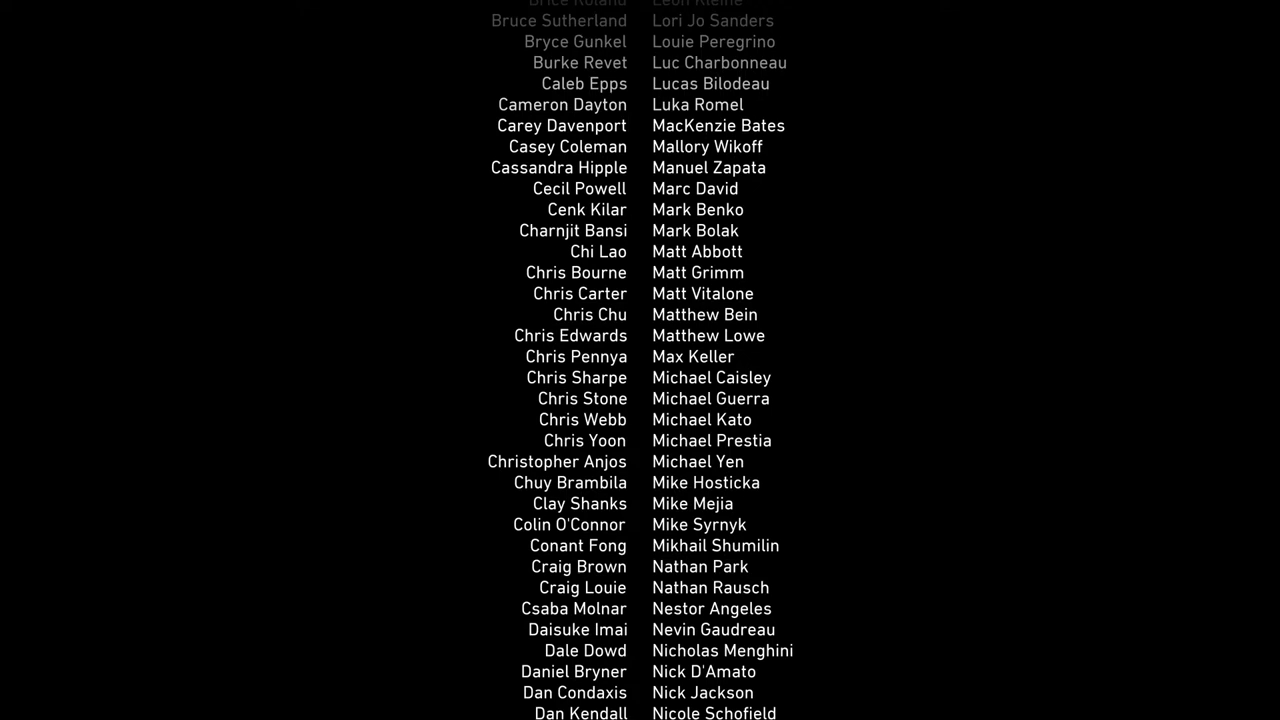 Brice Roland Leon Kleine
Bruce Sutherland Lori Jo Sanders
Bryce Gunkel Louie Peregrino
Burke Revet Luc Charbonneau
Caleb Epps Lucas Bilodeau
Cameron Dayton Luka Romel
Carey Davenport MacKenzie Bates
Casey Coleman Mallory Wikoff
Cassandra Hipple Manuel Zapata
Cecil Powell Marc David
Cenk Kilar Mark Benko
Charnjit Bansi Mark Bolak
Chi Lao Matt Abbott
Chris Bourne Matt Grimm
Chris Carter Matt Vitalone
Chris Chu Matthew Bein
Chris Edwards Matthew Lowe
Chris Pennya Max Keller
Chris Sharpe Michael Caisley
Chris Stone Michael Guerra
Chris Webb Michael Kato
Chris Yoon Michael Prestia
Christopher Anjos Michael Yen
Chuy Brambila Mike Hosticka
Clay Shanks Mike Mejia
Colin O'Connor Mike Syrnyk
Conant Fong Mikhail Shumilin
Craig Brown Nathan Park
Craig Louie Nathan Rausch
Csaba Molnar Nestor Angeles
Daisuke Imai Nevin Gaudreau
Dale Dowd Nicholas Menghini
Daniel Bryner Nick D'Amato
Dan Condaxis Nick Jackson
Dan Kendall Nicole Schofield